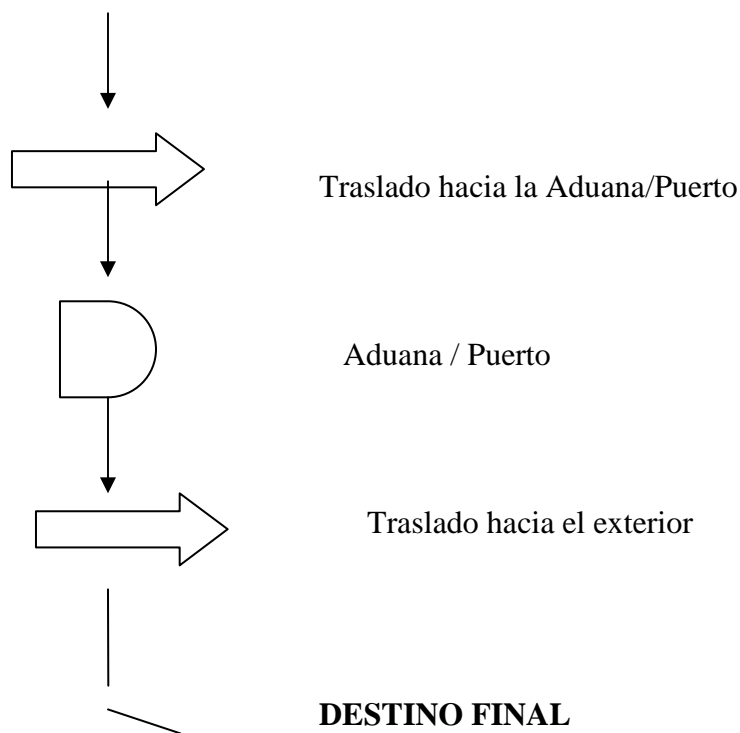 Traslado hacia la Aduana/Puerto
Aduana / Puerto
Traslado hacia el exterior
DESTINO FINAL